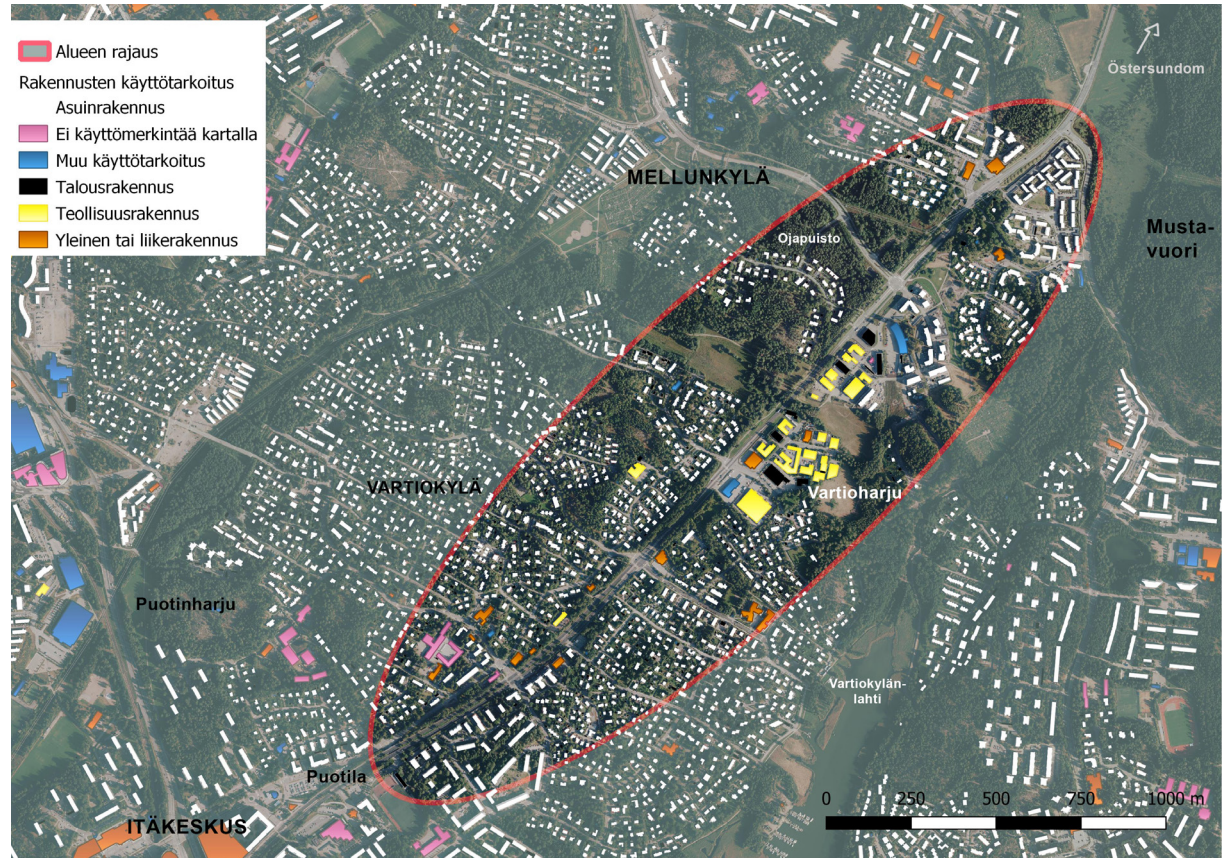 Alueen rajaus
Rakennusten käyttötarkoitus
Asuinrakennus
Ei käyttömerkintää kartalla
Muu käyttötarkoitus
Talousrakennus
Teollisuusrakennus
Yleinen tai liikerakennus
Östersundom
MELLUNKYLÄ
Ojapuisto
Musta-
vuori
VARTIOKYLÄ
Vartioharju
Puotinharju
Vartiokylän-
lahti
Puotila
ITÄKESKUS
0 250 500 750 1000 m